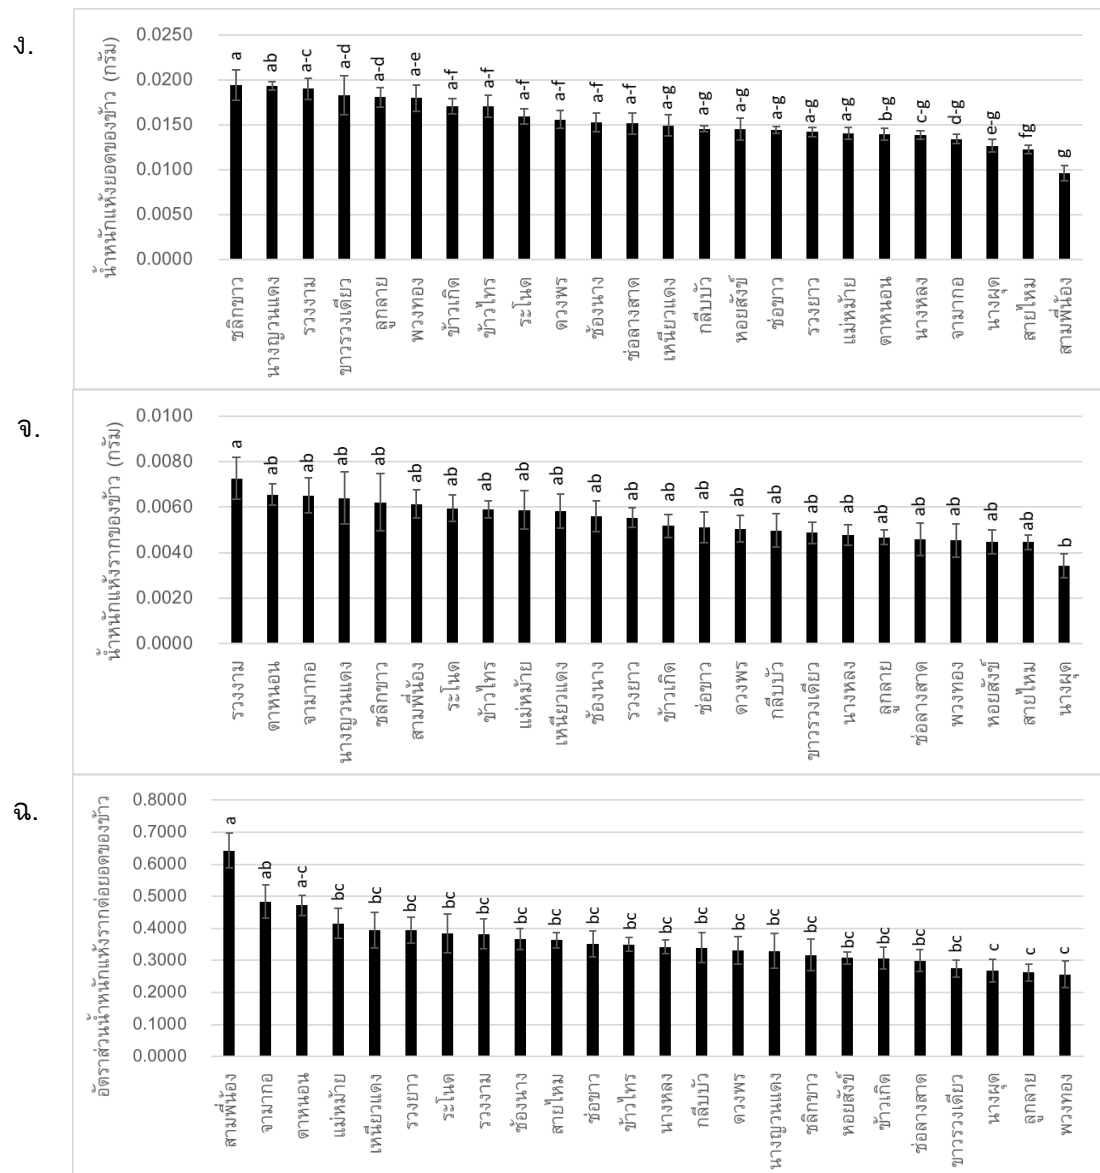 ง.
น้ำหนักแห้งยอดของข้าว (กรัม)
0.0250
0.0200
0.0150
0.0100
0.0050
0.0000
a ab a-c a-d a-d a-e a-f a-f a-f a-f a-f a-f a-g a-g a-g a-g a-g a-g b-g c-g d-g e-g fg g
ชลิกขาว นางญวนแดง รวงงาม ขาวรวงเดียว ลูกลาย พวงทอง ข้าวเกิด ข้าวไทร ระโนด ดวงพร ช้องนาง ช่อลางสาด เหนียวแดง กลีบบัว หอยสังข์ ช่อขาว รวงยาว แม่หม้าย ตาหนอน นางหลง จามากอ นางผุด สายไหม สามพี่น้อง
จ.
น้ำหนักแห้งรากของข้าว (กรัม)
0.0100
0.0080
0.0060
0.0040
0.0020
0.0000
a ab ab ab ab ab ab ab ab ab ab ab ab ab ab ab ab ab ab ab ab ab ab b
รวงงาม ตาหนอน จามากอ นางญวนแดง ชลิกขาว สามพี่น้อง ระโนด ข้าวไทร แม่หม้าย เหนียวแดง ช้องนาง รวงยาว ข้าวเกิด ช่อขาว ดวงพร กลีบบัว ขาวรวงเดียว นางหลง ลูกลาย ช่อลางสาด พวงทอง หอยสังข์ สายไหม นางผุด
ฉ.
อัตราส่วนน้ำหนักแห้งรากต่อยอดของข้าว
0.8000
0.7000
0.6000
0.5000
0.4000
0.3000
0.2000
0.1000
0.0000
a ab a-c bc bc bc bc bc bc bc bc bc bc bc bc bc bc bc bc bc bc c c c
สามพี่น้อง จามากอ ตาหนอน แม่หม้าย เหนียวแดง รวงยาว ระโนด รวงงาม ช้องนาง สายไหม ช่อขาว ข้าวไทร นางหลง กลีบบัว ดวงพร นางญวนแดง ชลิกขาว หอยสังข์ ข้าวเกิด ช่อลางสาด ขาวรวงเดียว นางผุด ลูกลาย พวงทอง